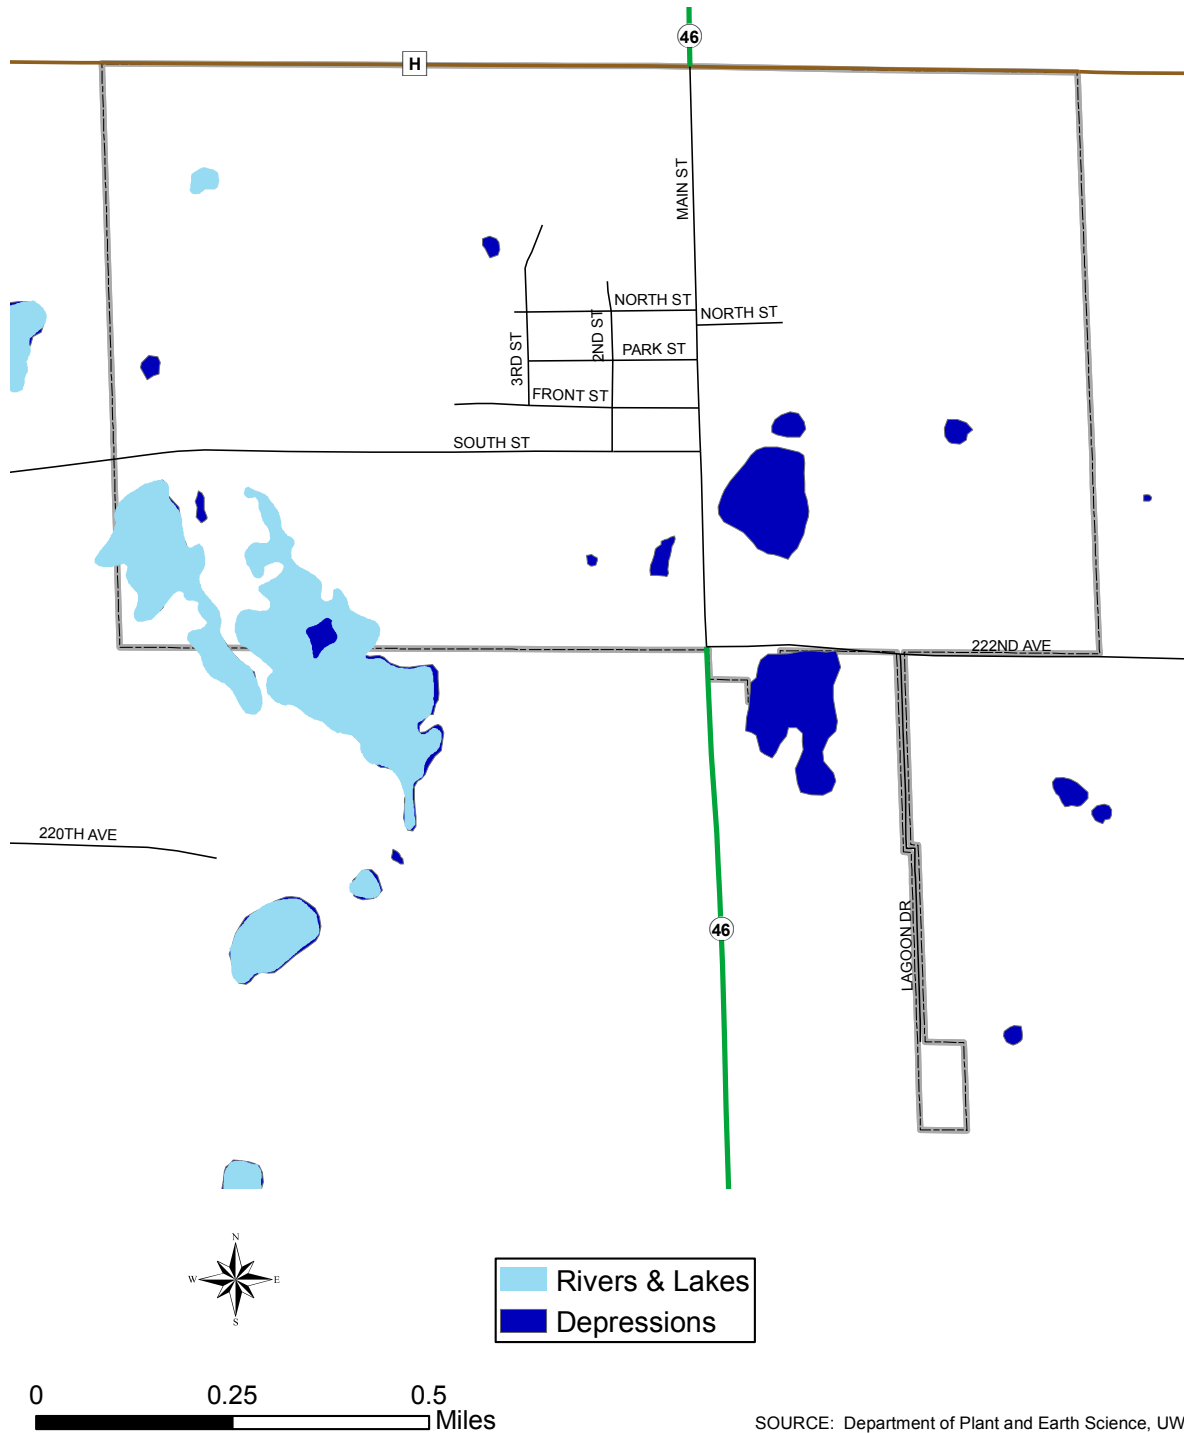 46
H
MAIN ST
NORTH ST
NORTH ST
2ND ST
PARK ST
3RD ST
FRONT ST
SOUTH ST
222ND AVE
220TH AVE
LAGOON DR
46
N
W E
S
Rivers & Lakes
Depressions
0 0.25 0.5
Miles
SOURCE: Department of Plant and Earth Science, UW